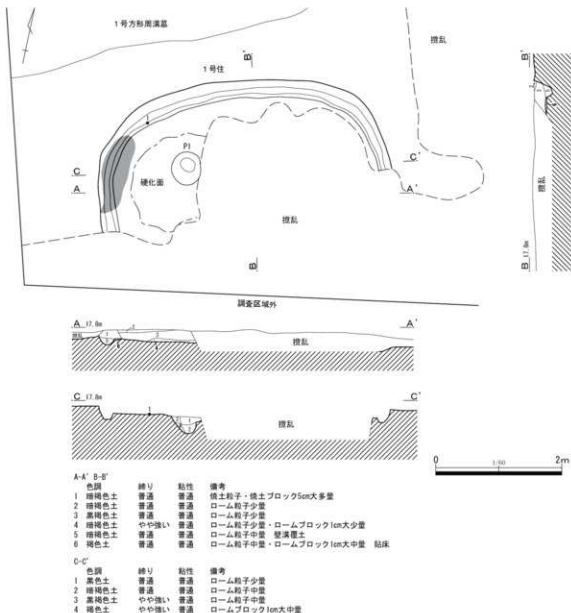 1号方形周溝墓
撹乱
B'
1号住
1
P1
C
A
硬化面
C'
A'
撹乱
B
調査区域外
B'
撹乱
B 17.8m
A 17.8m
A'
撹乱
撹乱
C 17.8m
C'
撹乱
0 1/60 2m
A-A' B-B'
色調 締り 粘性 備考
1 暗褐色土 普通 普通 焼土粒子・焼土ブロック5cm大多量
2 暗褐色土 普通 普通 ローム粒子少量
3 黒褐色土 普通 普通 ローム粒子少量
4 暗褐色土 やや強い 普通 ローム粒子少量・ロームブロック1cm大少量
5 暗褐色土 普通 普通 ローム粒子中量 壁溝覆土
6 褐色土 普通 普通 ローム粒子中量・ロームブロック1cm大中量 貼床
C-C'
色調 締り 粘性 備考
1 黒色土 普通 普通 ローム粒子少量
2 暗褐色土 普通 普通 ローム粒子中量
3 黒褐色土 やや強い 普通 ローム粒子中量
4 褐色土 やや強い 普通 ロームブロック1cm大中量